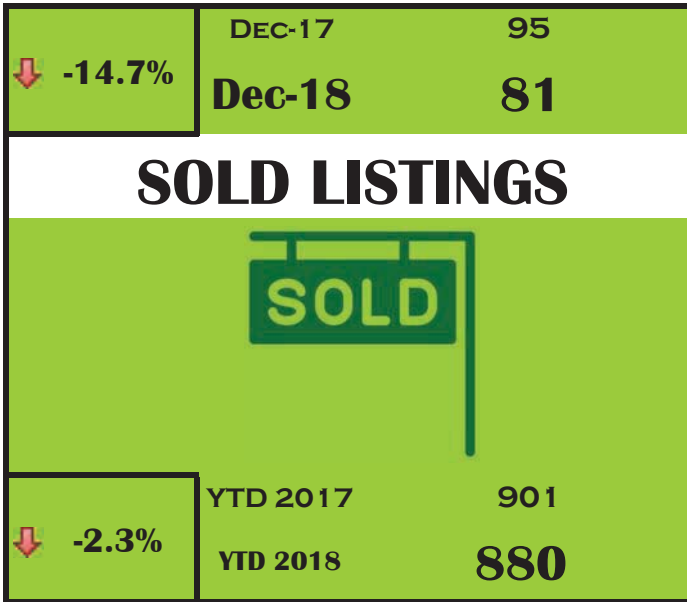 DEC-17 95
-14.7%
Dec-18 81
SOLD LISTINGS
SOLD
YTD 2017 901
-2.3%
YTD 2018 880